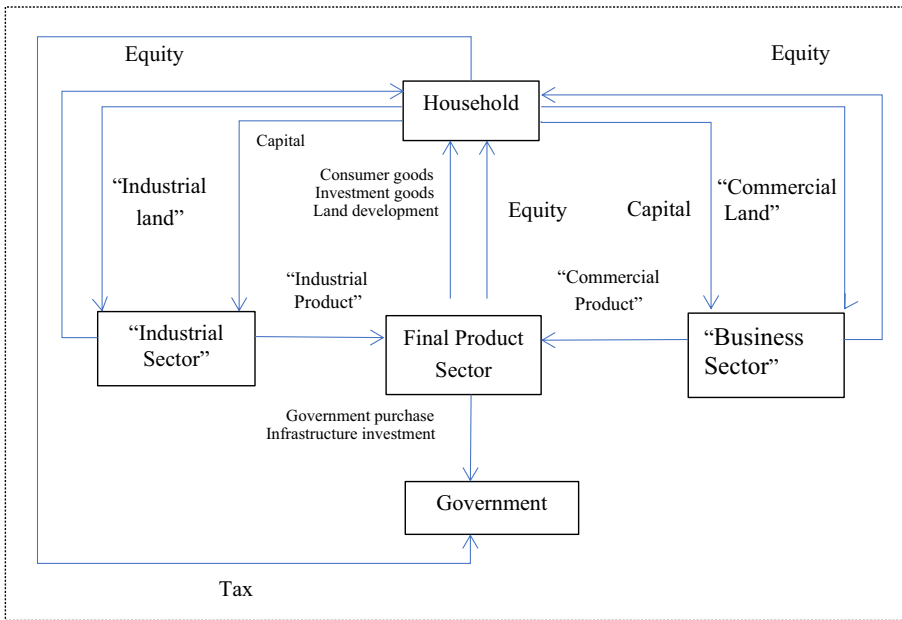 Equity
Equity
Household
Capital
Consumer goods
Investment goods
Land development
“Industrial
land”
Equity
Capital
“Commercial
Land”
“Industrial
Product”
“Commercial
Product”
“Industrial
Sector”
Final Product
Sector
“Business
Sector”
Government purchase
Infrastructure investment
Government
Tax